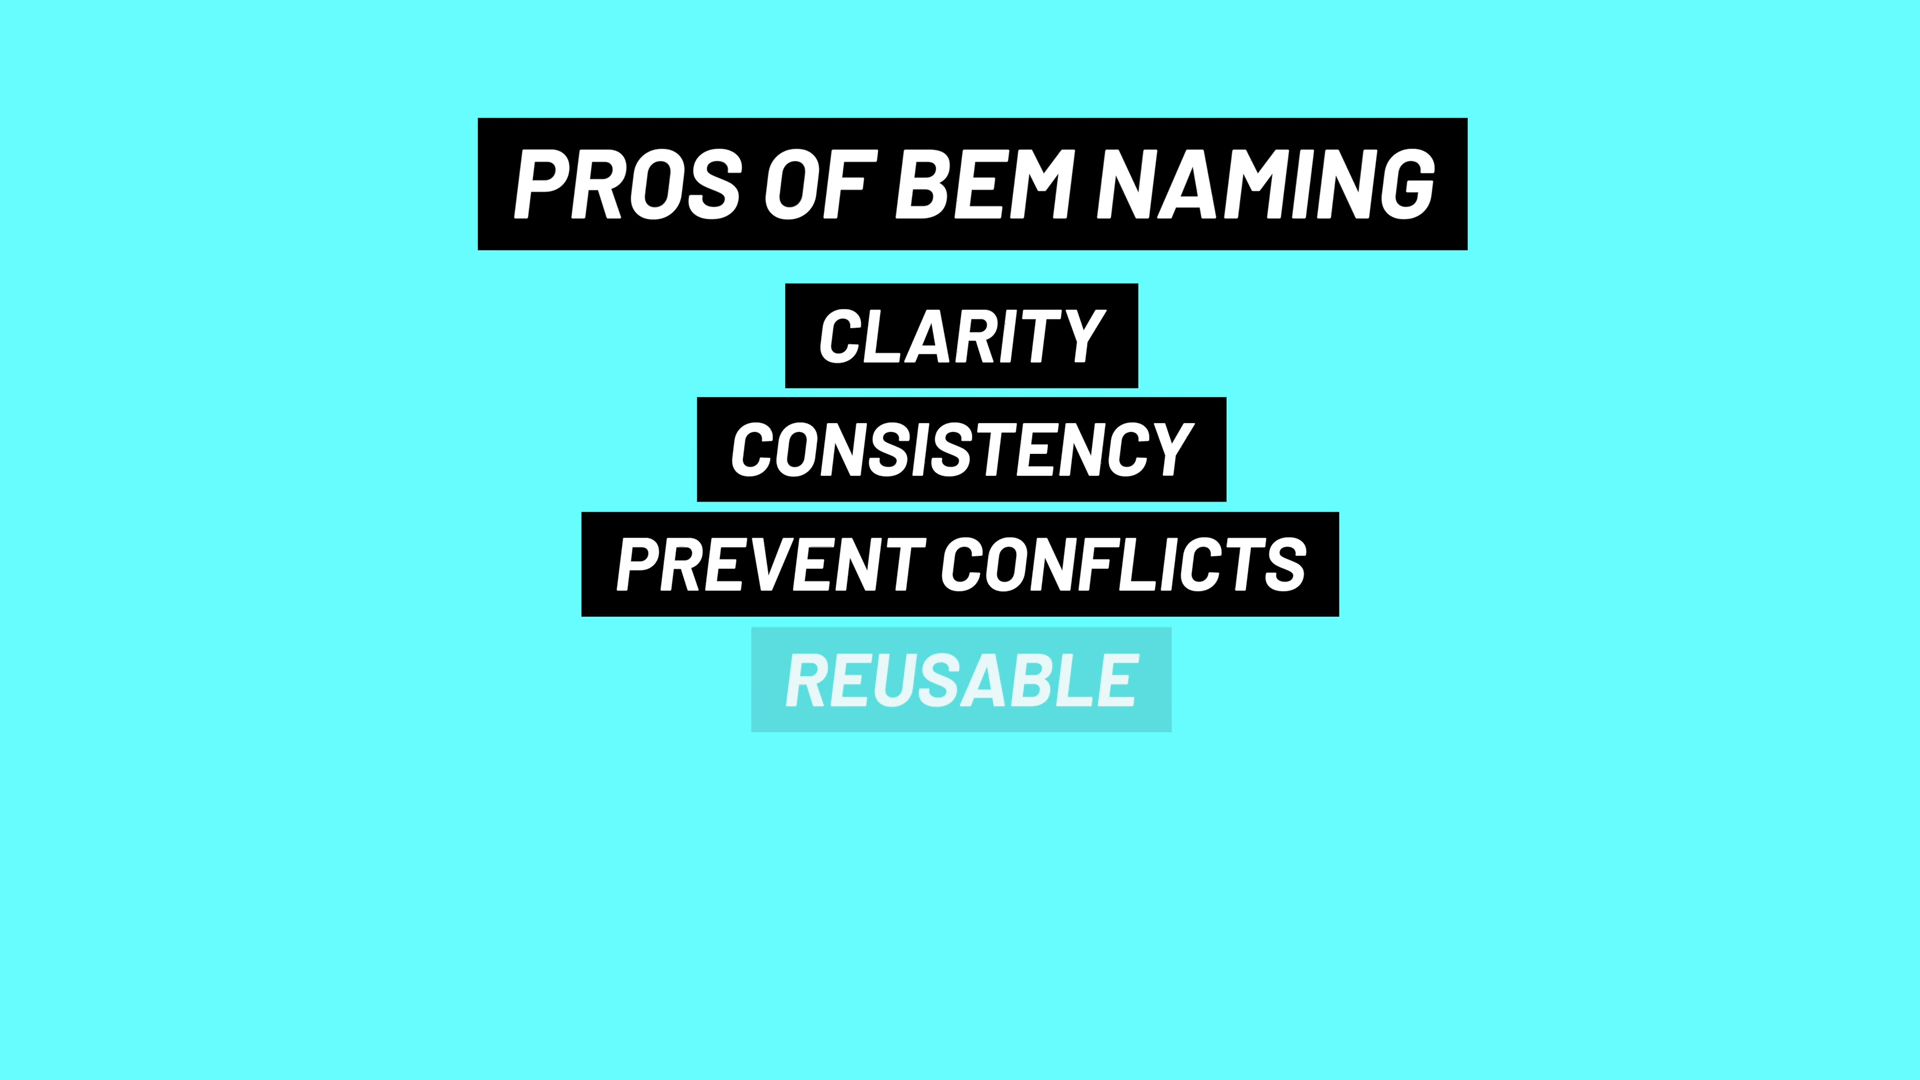 PROS OF BEM NAMING
CLARITY
CONSISTENCY
PREVENT CONFLICTS
REUSABLE